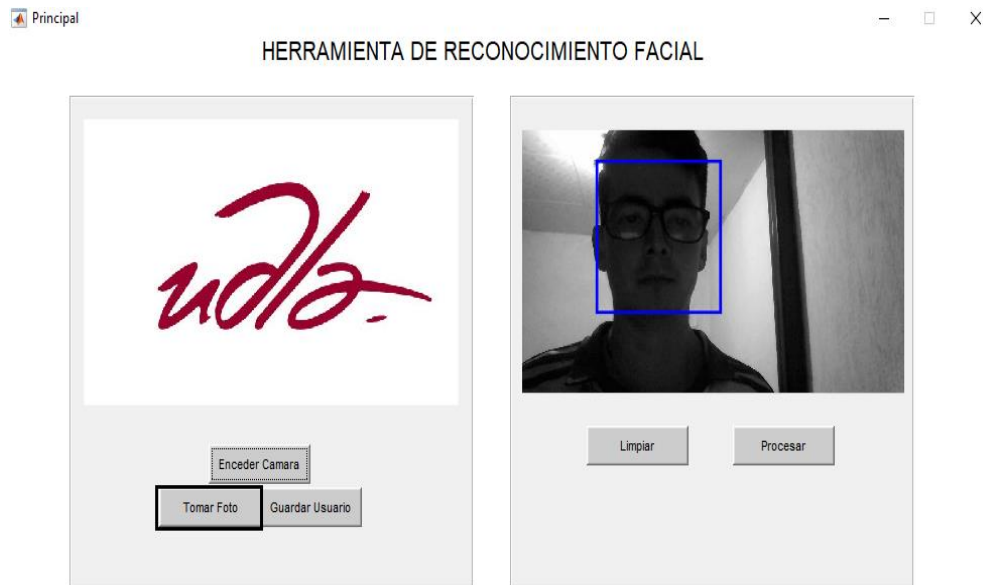 Principal
HERRAMIENTA DE RECONOCIMIENTO FACIAL
udla-
Enceder Camara
Tomar Foto
Guardar Usuario
Limpiar
Procesar